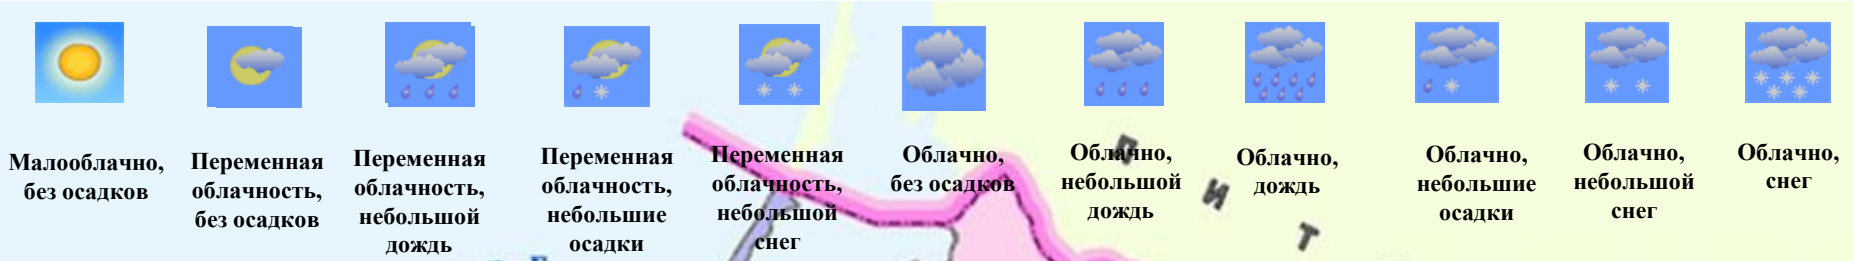 Малооблачно,
без осадков
Переменная
облачность,
без осадков
Переменная
облачность,
небольшой
дождь
Переменная
облачность,
небольшие
осадки
Переменная
облачность,
небольшой
снег
Облачно,
без осадков
Облачно,
небольшой
дождь
Облачно,
дождь
Облачно,
небольшие
осадки
Облачно,
небольшой
снег
Облачно,
снег